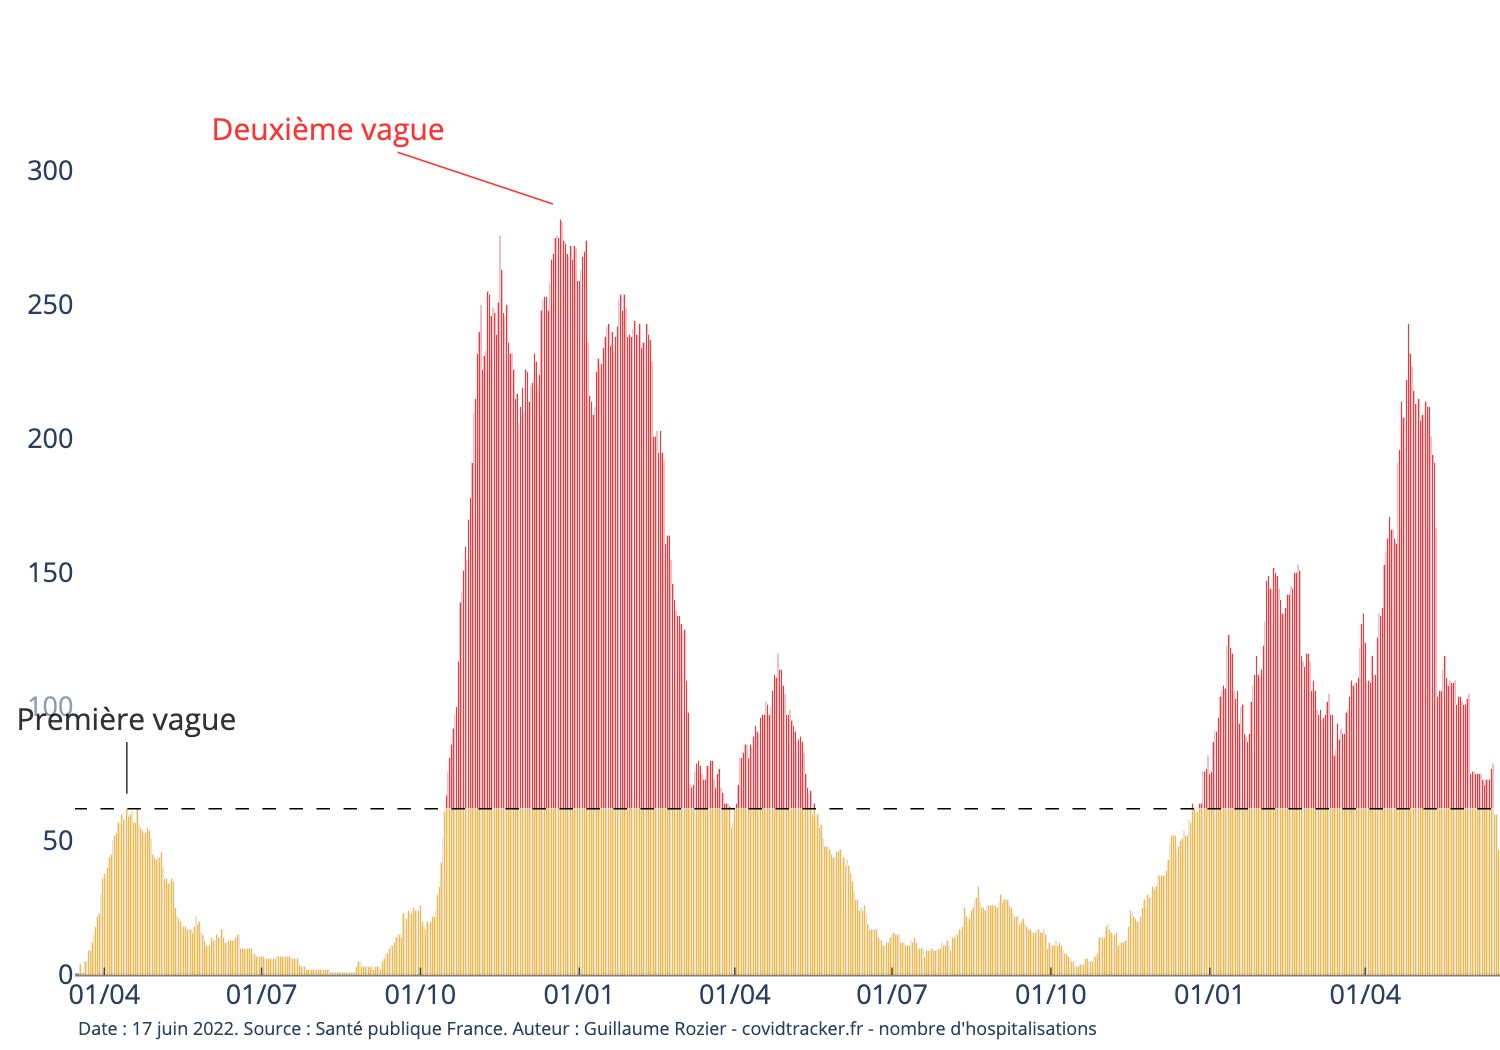 Deuxième vague
300
250
200
150
100
Première vague
50
0
01/04 01/07 01/10 01/01 01/04 01/07 01/10 01/01 01/04
Date : 17 juin 2022. Source : Santé publique France. Auteur : Guillaume Rozier - covidtracker.fr - nombre d'hospitalisations